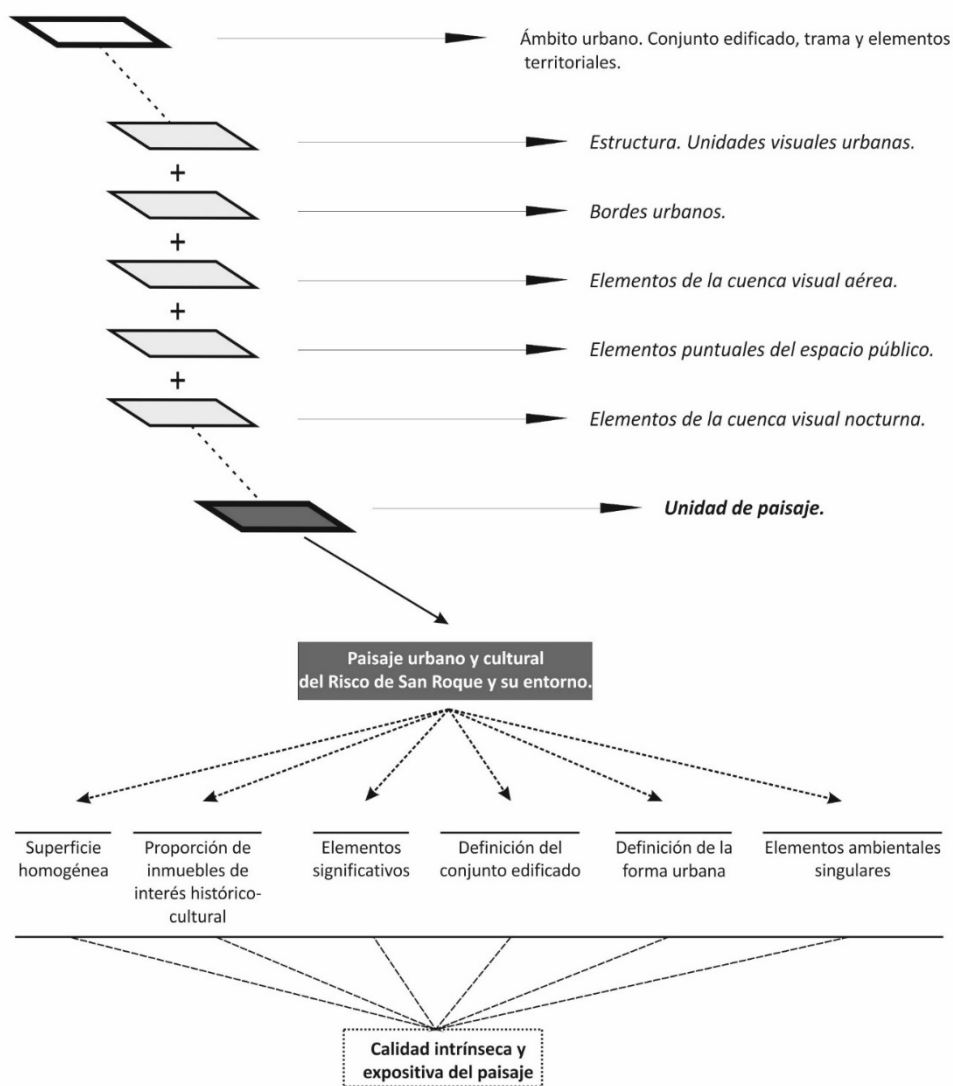 Ámbito urbano. Conjunto edificado, trama y elementos
territoriales.
Estructura. Unidades visuales urbanas.
+
Bordes urbanos.
+
Elementos de la cuenca visual aérea.
+
Elementos puntuales del espacio público.
+
Elementos de la cuenca visual nocturna.
Unidad de paisaje.
Paisaje urbano y cultural
del Risco de San Roque y su entorno.
Superficie
homogénea
Proporción de
inmuebles de
interés histórico-
cultural
Elementos
significativos
Definición del
conjunto edificado
Definición de la
forma urbana
Elementos ambientales
singulares
Calidad intrínseca y
expositiva del paisaje